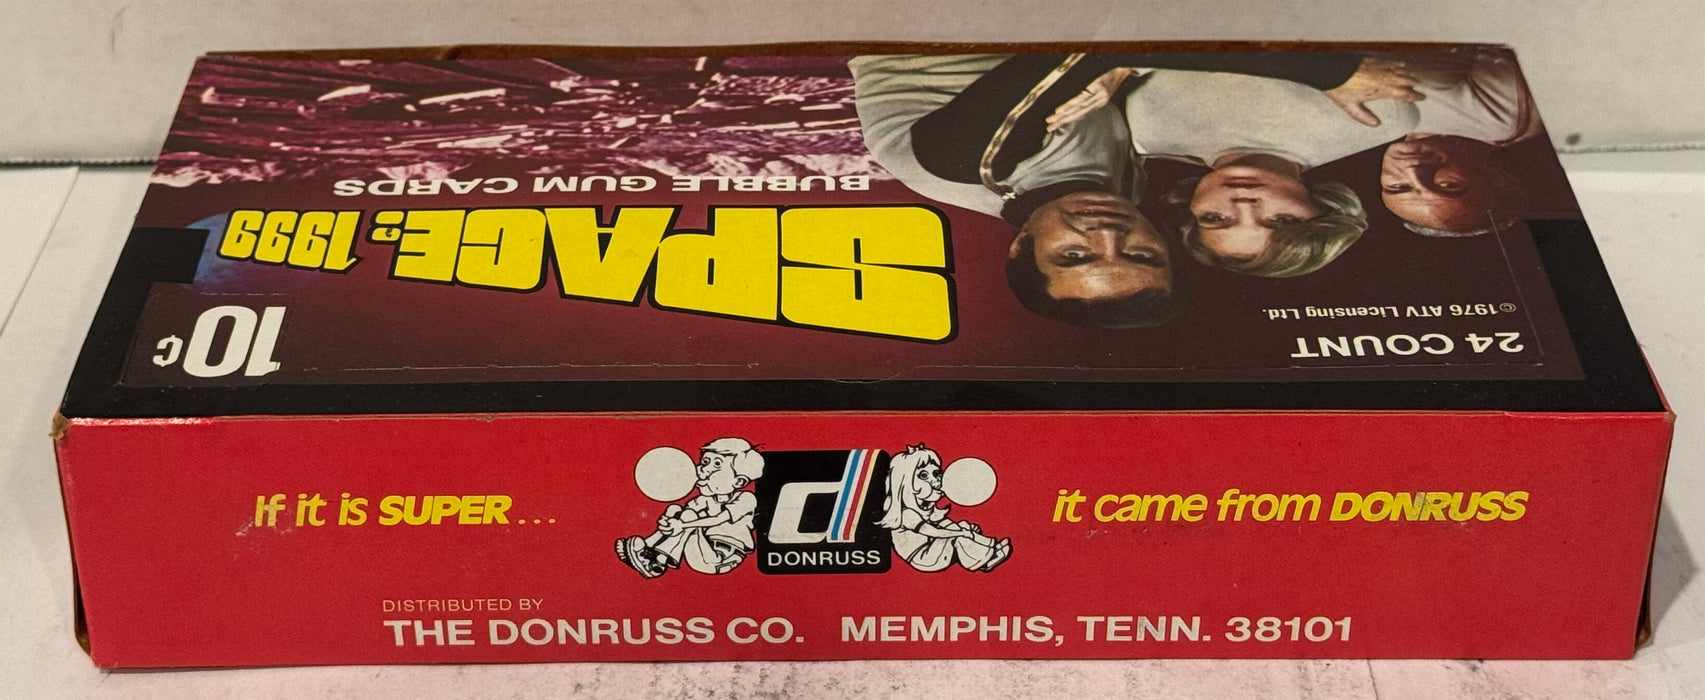 SPACE: 1999
BUBBLE GUM CARDS
10¢
24 COUNT
©1976 ATV Licensing Ltd.
If it is SUPER...
it came from DONRUSS
d
DONRUSS
DISTRIBUTED BY
THE DONRUSS CO. MEMPHIS, TENN. 38101